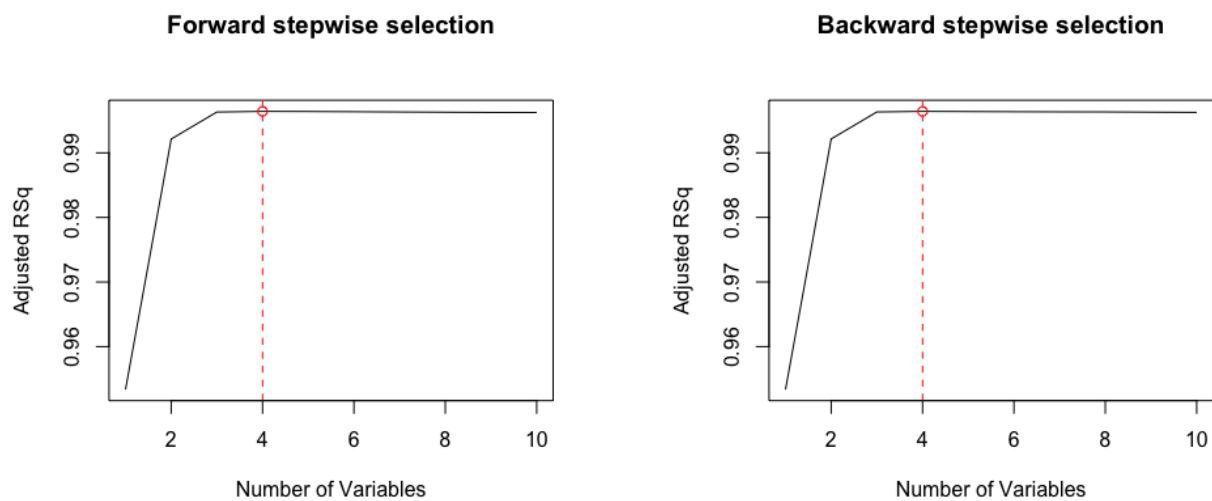 Forward stepwise selection
Adjusted RSq
0.99
0.98
0.97
0.96
2 4 6 8 10
Number of Variables
Backward stepwise selection
Adjusted RSq
0.99
0.98
0.97
0.96
2 4 6 8 10
Number of Variables